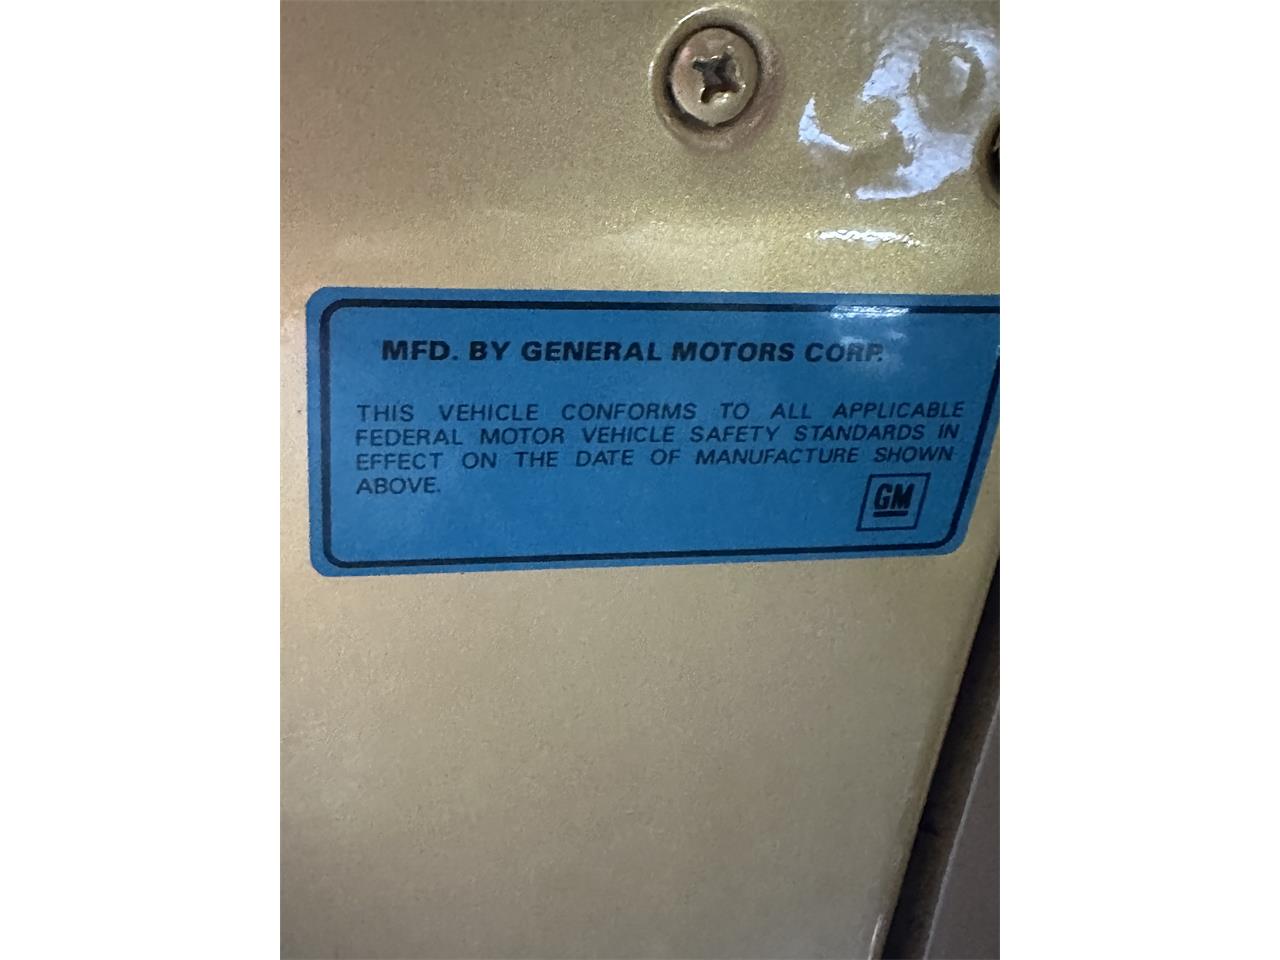 MFD. BY GENERAL MOTORS CORP.
THIS VEHICLE CONFORMS TO ALL APPLICABLE
FEDERAL MOTOR VEHICLE SAFETY STANDARDS IN
EFFECT ON THE DATE OF MANUFACTURE SHOWN
ABOVE.
GM